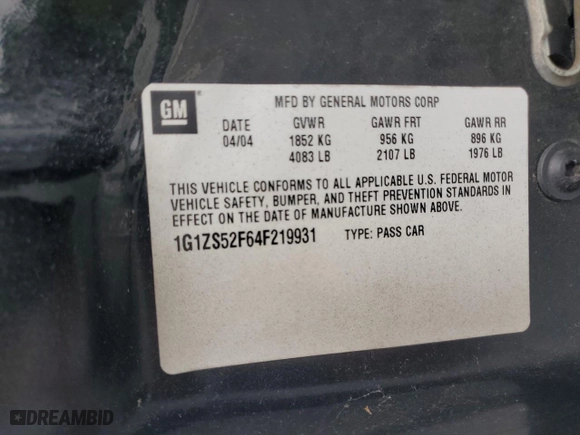 GM
MFD BY GENERAL MOTORS CORP
DATE GVWR GAWR FRT GAWR RR
04/04 1852 KG 956 KG 896 KG
4083 LB 2107 LB 1976 LB
THIS VEHICLE CONFORMS TO ALL APPLICABLE U.S. FEDERAL MOTOR
VEHICLE SAFETY, BUMPER, AND THEFT PREVENTION STANDARDS IN
EFFECT ON THE DATE OF MANUFACTURE SHOWN ABOVE.
1G1ZS52F64F219931 TYPE: PASS CAR
DREAMBID